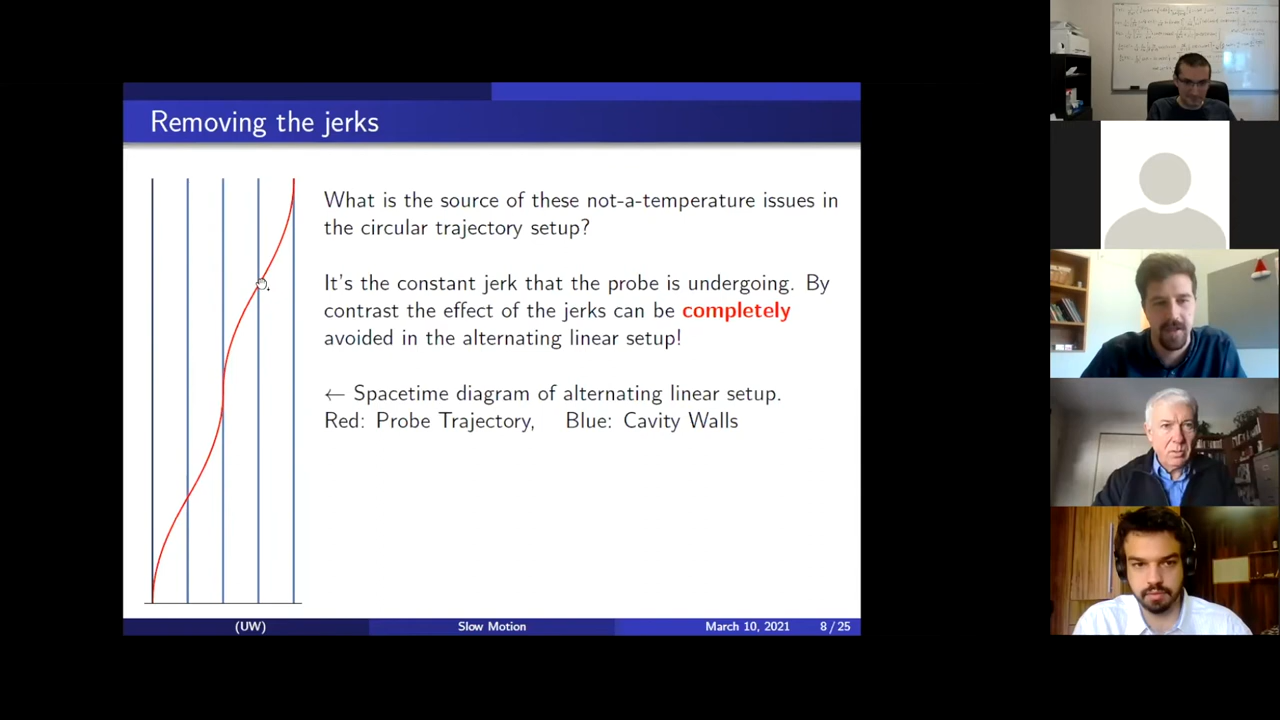 Removing the jerks
What is the source of these not-a-temperature issues in
the circular trajectory setup?
It's the constant jerk that the probe is undergoing. By
contrast the effect of the jerks can be completely
avoided in the alternating linear setup!
← Spacetime diagram of alternating linear setup.
Red: Probe Trajectory, Blue: Cavity Walls
(UW) Slow Motion March 10, 2021 8 / 25